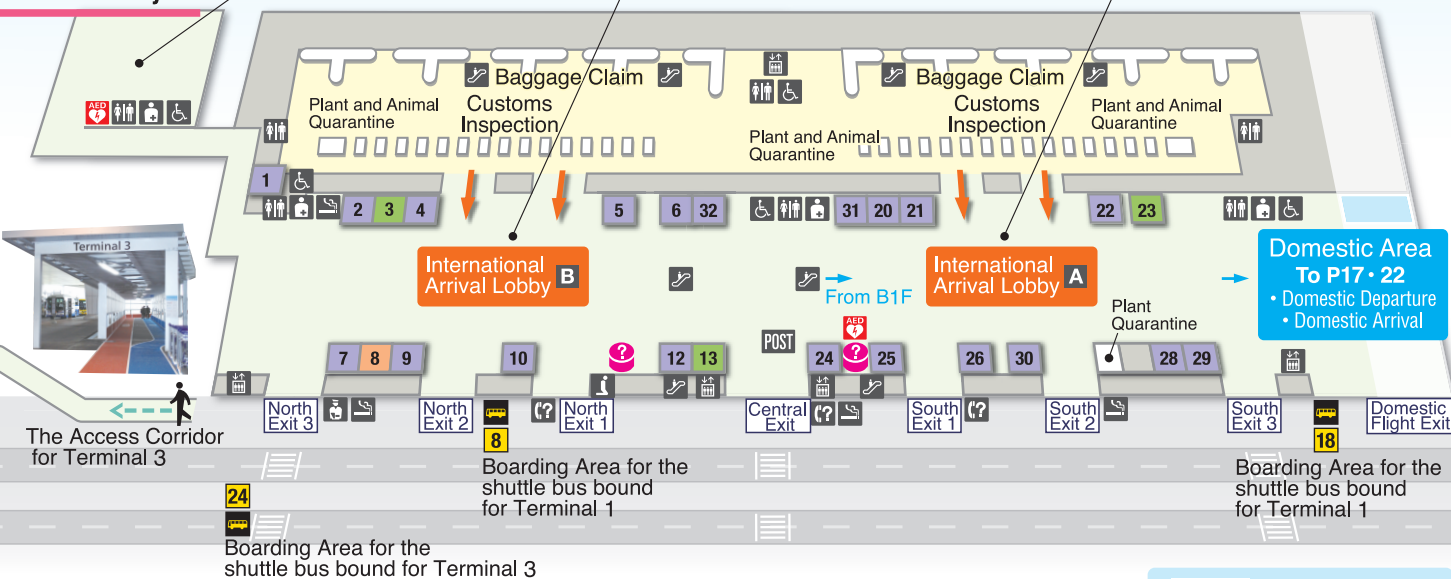 AED
Baggage Claim
Customs
Inspection
Plant and Animal
Quarantine
Plant and Animal
Quarantine
Baggage Claim
Customs
Inspection
Plant and Animal
Quarantine
1
2
3
4
5
6
32
31
20
21
22
23
Terminal 3
International
Arrival Lobby
B
From B1F
International
Arrival Lobby
A
Domestic Area
To P17・22
• Domestic Departure
• Domestic Arrival
Plant
Quarantine
POST
AED
?
?
7
8
9
10
12
13
24
25
26
30
28
29
North
Exit 3
North
Exit 2
North
Exit 1
?
Central
Exit
?
South
Exit 1
?
South
Exit 2
South
Exit 3
Domestic
Flight Exit
The Access Corridor
for Terminal 3
8
Boarding Area for the
shuttle bus bound
for Terminal 1
18
Boarding Area for the
shuttle bus bound
for Terminal 1
24
Boarding Area for the
shuttle bus bound for Terminal 3